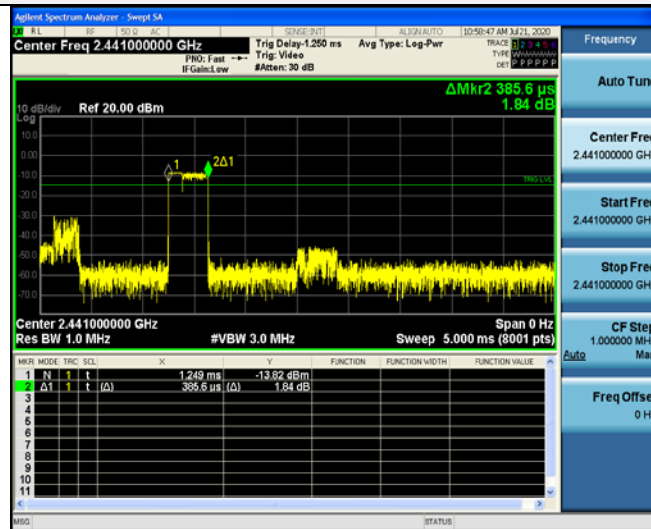 Agilent Spectrum Analyzer - Swept SA
RL RF 50 Ω AC SENSE:INT ALIGNAUTO 10:58:47 AM Jul 21, 2020
Center Freq 2.441000000 GHz
PNO: Fast
IFGain:Low
Trig Delay-1.250 ms
Trig: Video
#Atten: 30 dB
Avg Type: Log-Pwr
TRACE 1 2 3 4 5 6
TYPE
DET P P P P P P
ΔMkr2 385.6 µs
1.84 dB
10 dB/div Ref 20.00 dBm
Log
10.0
0.00
-10.0
-20.0
-30.0
-40.0
-50.0
-60.0
-70.0
1
2Δ1
TRIG LVL
Center 2.441000000 GHz Span 0 Hz
Res BW 1.0 MHz #VBW 3.0 MHz Sweep 5.000 ms (8001 pts)
MKR MODE TRC SCL X Y FUNCTION FUNCTION WIDTH FUNCTION VALUE
1 N 1 t 1.249 ms -13.82 dBm
2 Δ1 1 t (Δ) 385.6 µs (Δ) 1.84 dB
3
4
5
6
7
8
9
10
11
MSG STATUS
Frequency
Auto Tun
Center Fre
2.441000000 GH
Start Fre
2.441000000 GH
Stop Fre
2.441000000 GH
CF Step
1.000000 MH
Auto Ma
Freq Offse
0 H